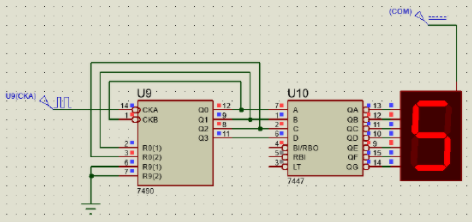 (COM)
U9
U10
U9(CKA)
14 CKA Q0 12
1 CKB Q1 9
Q2 8
Q3 11
2 R0(1)
3 R0(2)
6 R9(1)
7 R9(2)
7490
7 A QA 13
1 B QB 12
2 C QC 11
6 D QD 10
4 BI/RBO QE 9
5 RBI QF 15
3 LT QG 14
7447
5